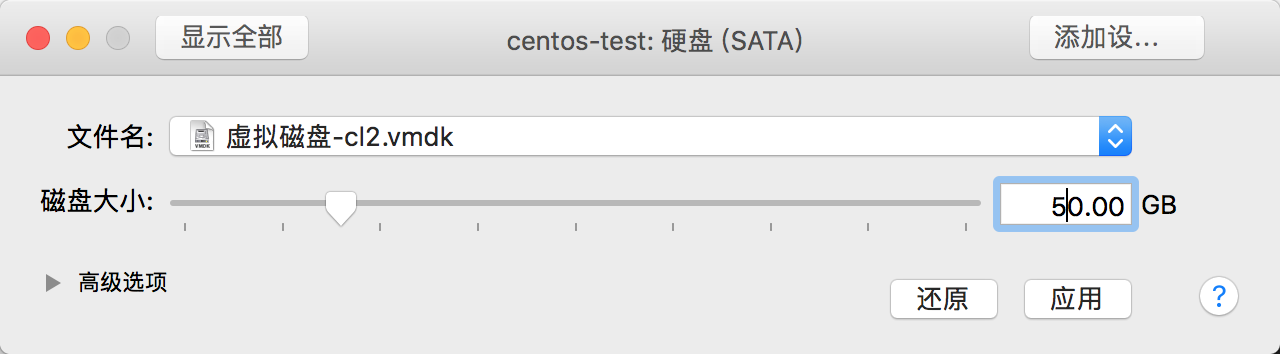 显示全部 centos-test: 硬盘 (SATA) 添加设…
文件名: VMDK 虚拟磁盘-cl2.vmdk
磁盘大小: 50.00 GB
高级选项
还原 应用 ?